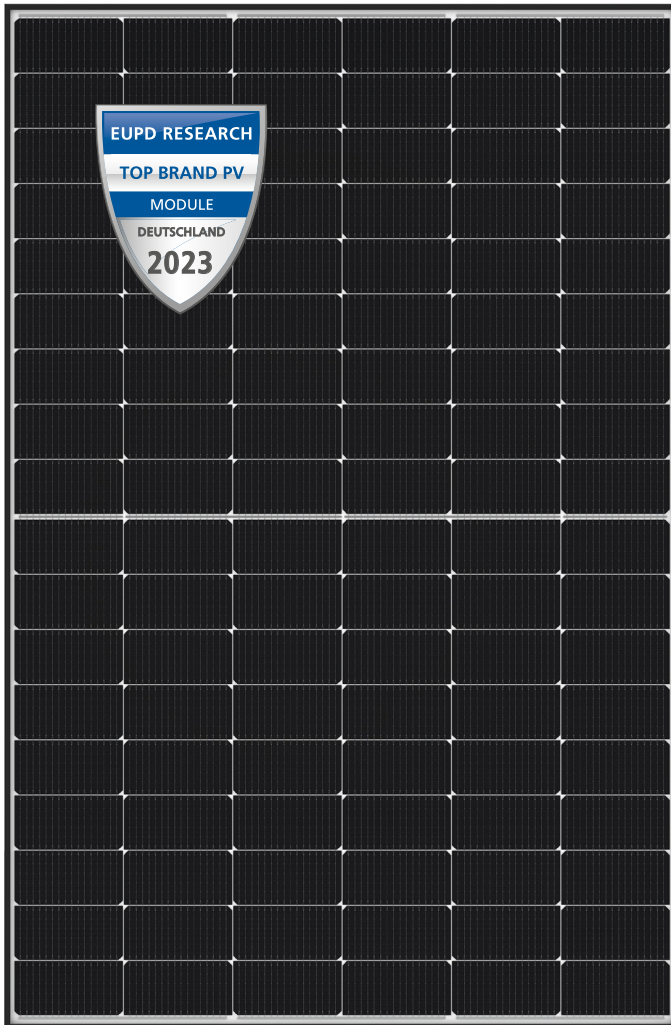 EUPD RESEARCH
TOP BRAND PV
MODULE
DEUTSCHLAND
2023